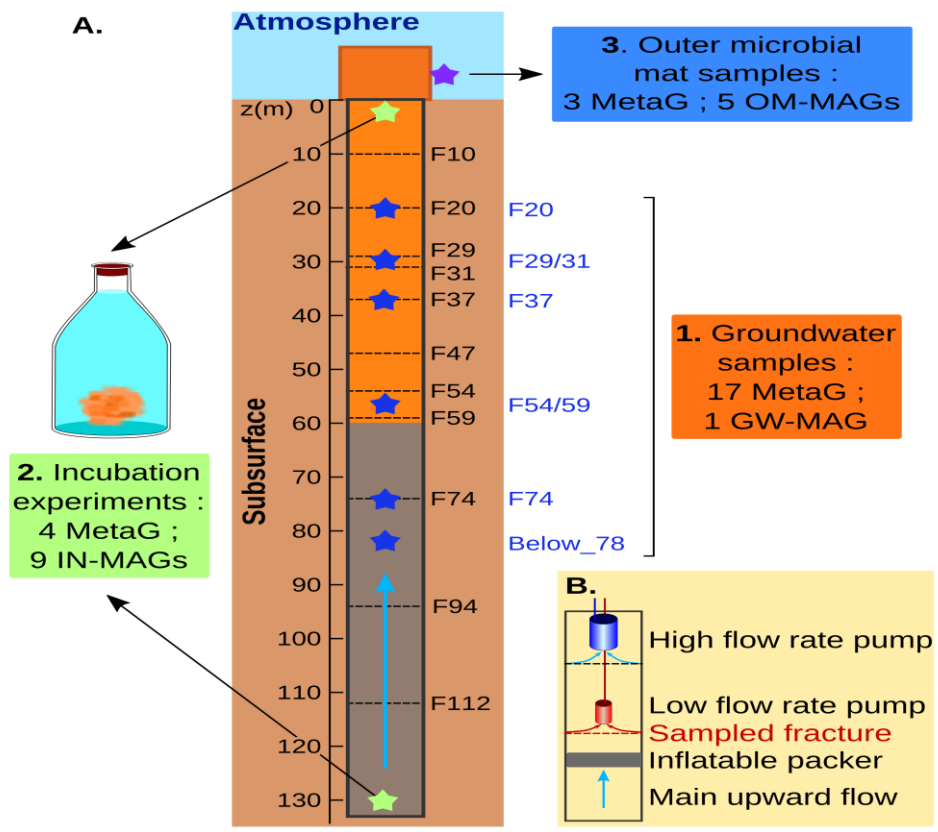 A.
Atmosphere
3. Outer microbial
mat samples :
3 MetaG ; 5 OM-MAGs
z(m)
0
10
20
30
40
50
60
70
80
90
100
110
120
130
Subsurface
F10
F20
F29
F31
F37
F47
F54
F59
F74
F94
F112
F20
F29/31
F37
F54/59
F74
Below_78
1. Groundwater
samples :
17 MetaG ;
1 GW-MAG
2. Incubation
experiments :
4 MetaG ;
9 IN-MAGs
B.
High flow rate pump
Low flow rate pump
Sampled fracture
Inflatable packer
Main upward flow